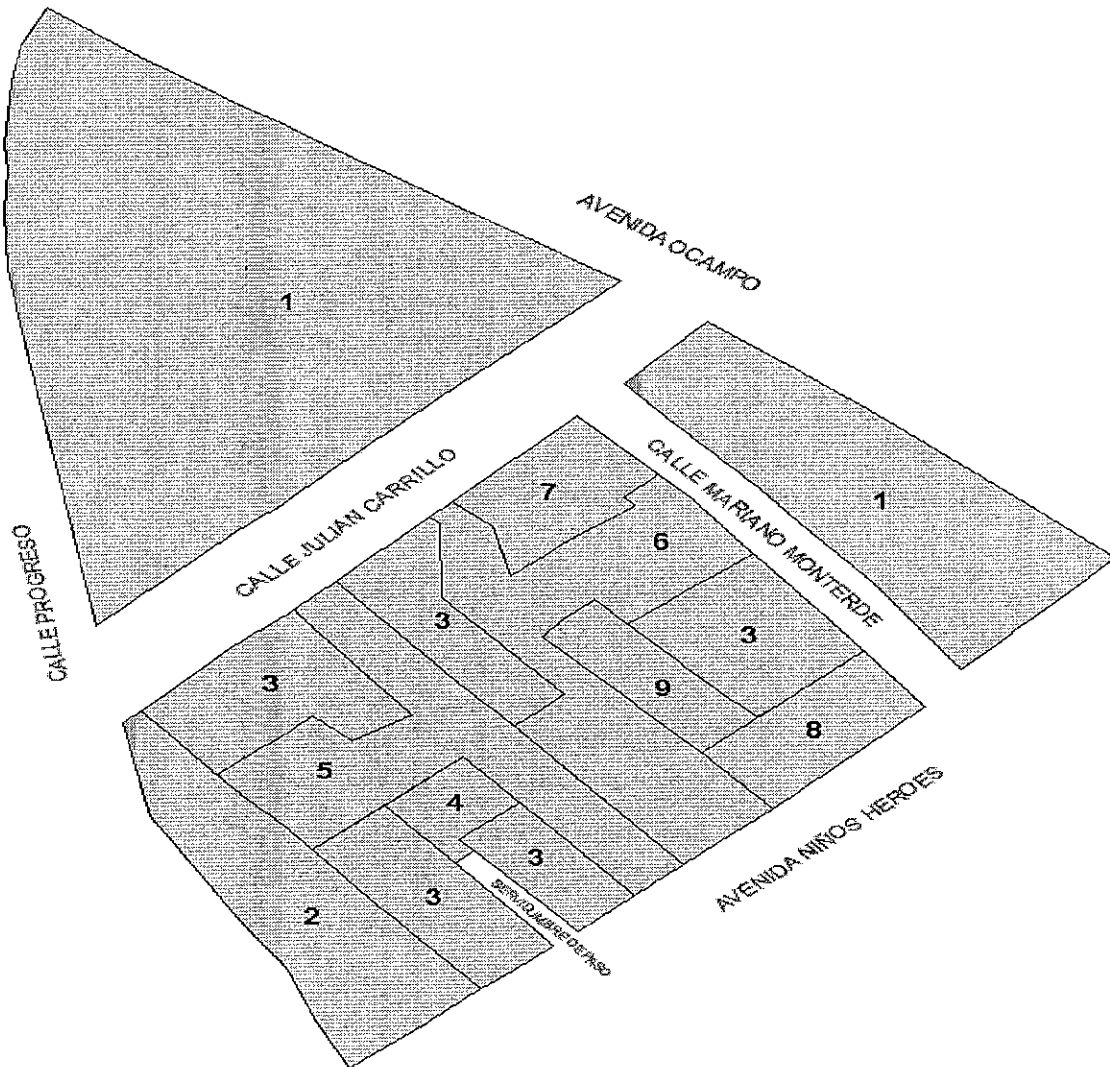 AVENIDA OCAMPO
1
CALLE JULIAN CARRILLO
CALLE MARIANO MONTERDE
1
7
6
CALLE PROGRESO
3
3
3
9
8
5
4
3
3
2
SERVIDUMBRE DE PASO
AVENIDA NIÑOS HEROES